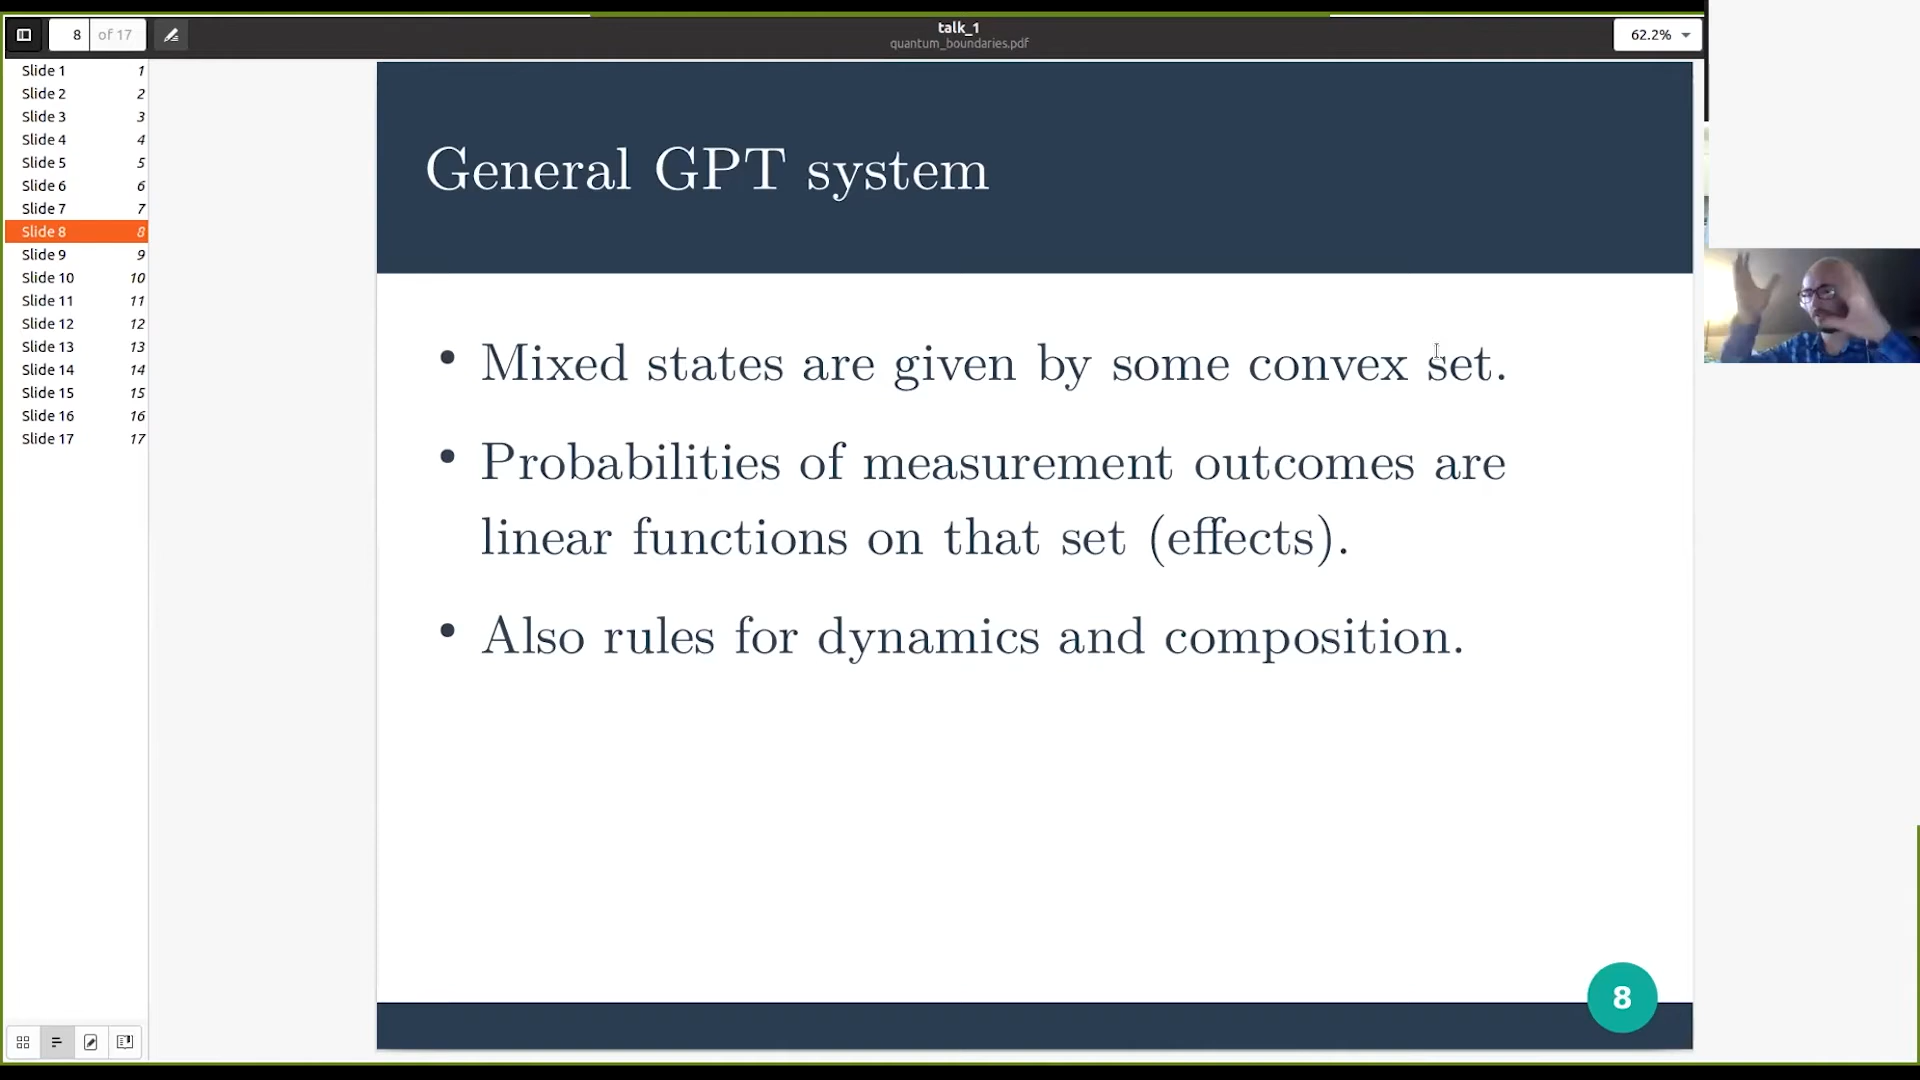 8 of 17
talk_1
quantum_boundaries.pdf
62.2%
Slide 1 1
Slide 2 2
Slide 3 3
Slide 4 4
Slide 5 5
Slide 6 6
Slide 7 7
Slide 8 8
Slide 9 9
Slide 10 10
Slide 11 11
Slide 12 12
Slide 13 13
Slide 14 14
Slide 15 15
Slide 16 16
Slide 17 17
General GPT system
• Mixed states are given by some convex set.
• Probabilities of measurement outcomes are
linear functions on that set (effects).
• Also rules for dynamics and composition.
8